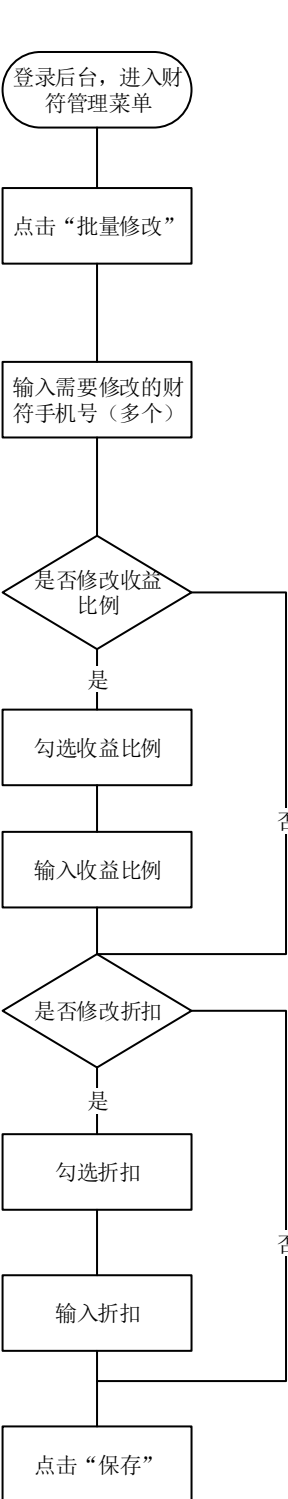 登录后台，进入财
符管理菜单
点击“批量修改”
输入需要修改的财
符手机号（多个）
是否修改收益
比例
是
勾选收益比例
输入收益比例
否
是否修改折扣
是
勾选折扣
否
输入折扣
点击“保存”